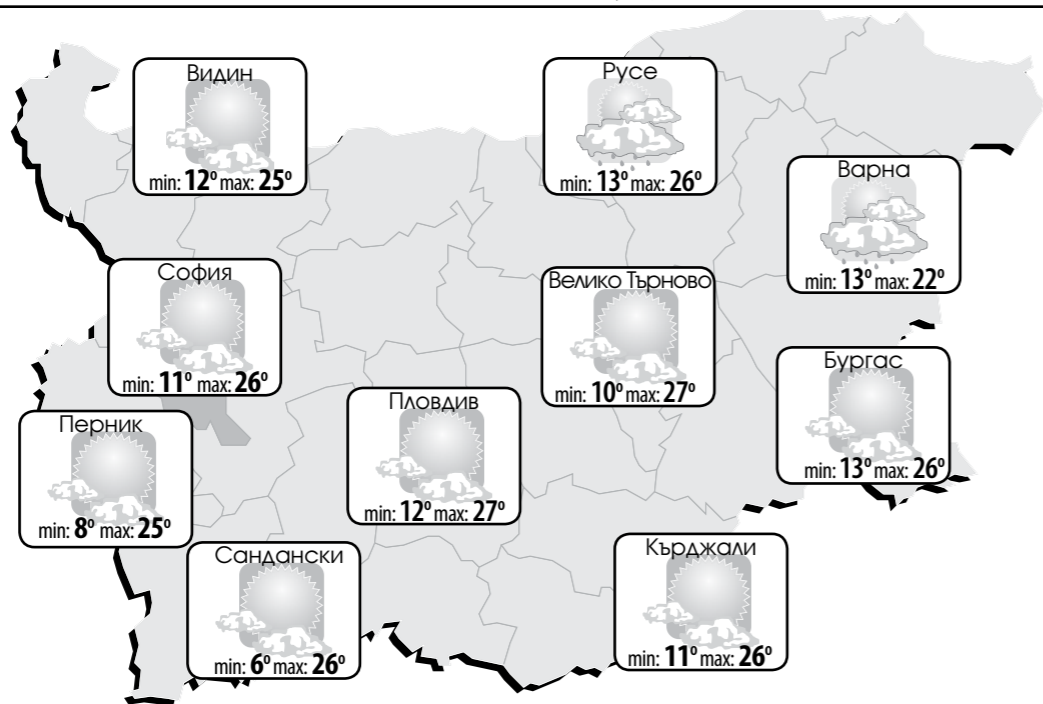 Видин
min: 12° max: 25°
Русе
min: 13° max: 26°
Варна
min: 13° max: 22°
София
min: 11° max: 26°
Велико Търново
min: 10° max: 27°
Бургас
min: 13° max: 26°
Пловдив
min: 12° max: 27°
Перник
min: 8° max: 25°
Сандански
min: 6° max: 26°
Кърджали
min: 11° max: 26°